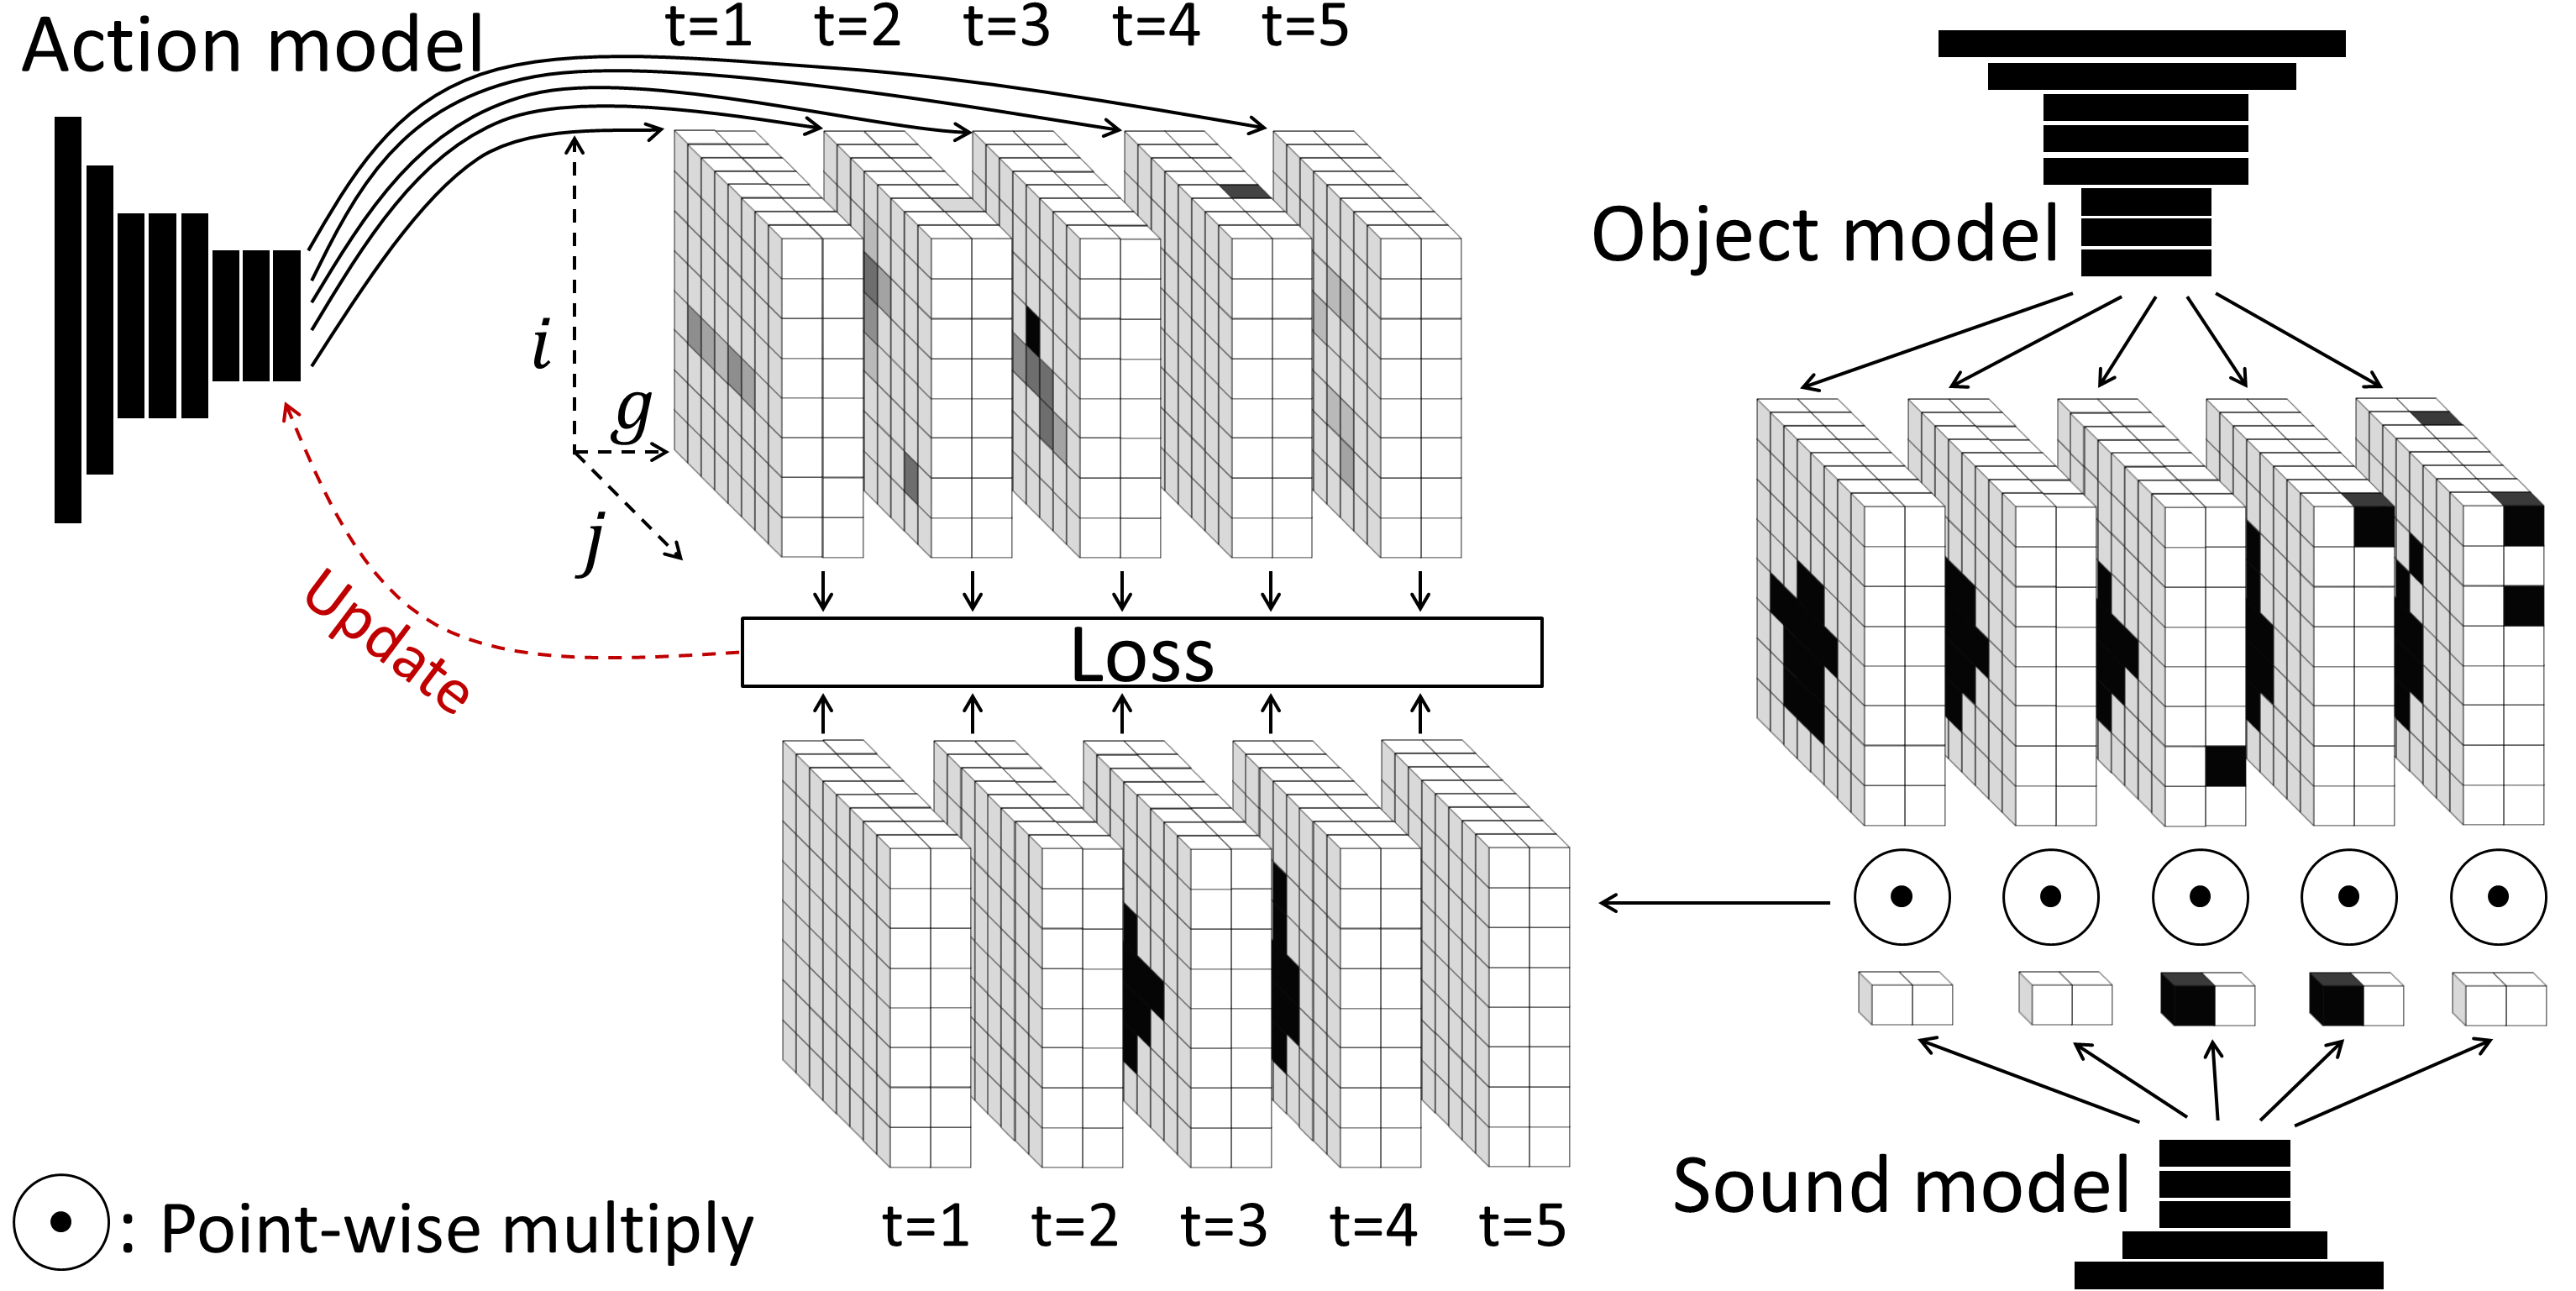 Action model
t=1 t=2 t=3 t=4 t=5
Object model
i
g
j
Update
Loss
Sound model
: Point-wise multiply
t=1 t=2 t=3 t=4 t=5